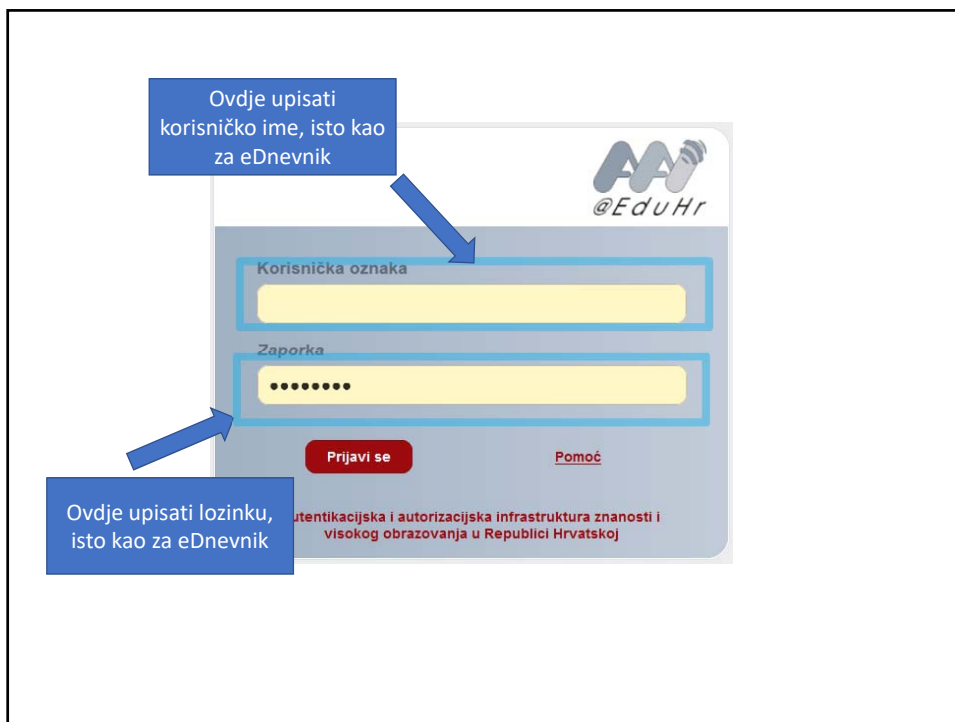 Ovdje upisati
korisničko ime, isto kao
za eDnevnik
AAI
@EduHr
Korisnička oznaka
Zaporka
••••••••
Prijavi se
Pomoć
Ovdje upisati lozinku,
isto kao za eDnevnik
utentikacijska i autorizacijska infrastruktura znanosti i
visokog obrazovanja u Republici Hrvatskoj